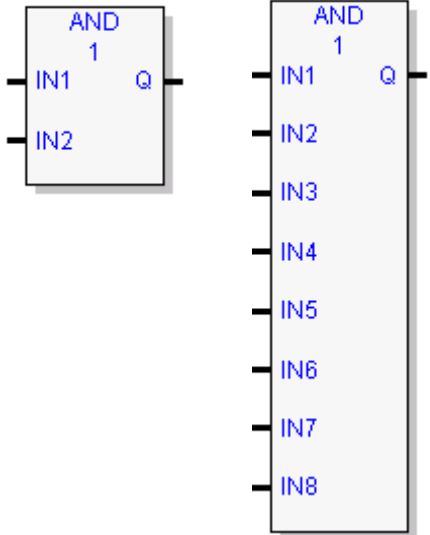 AND
1
IN1 Q
IN2
AND
1
IN1 Q
IN2
IN3
IN4
IN5
IN6
IN7
IN8